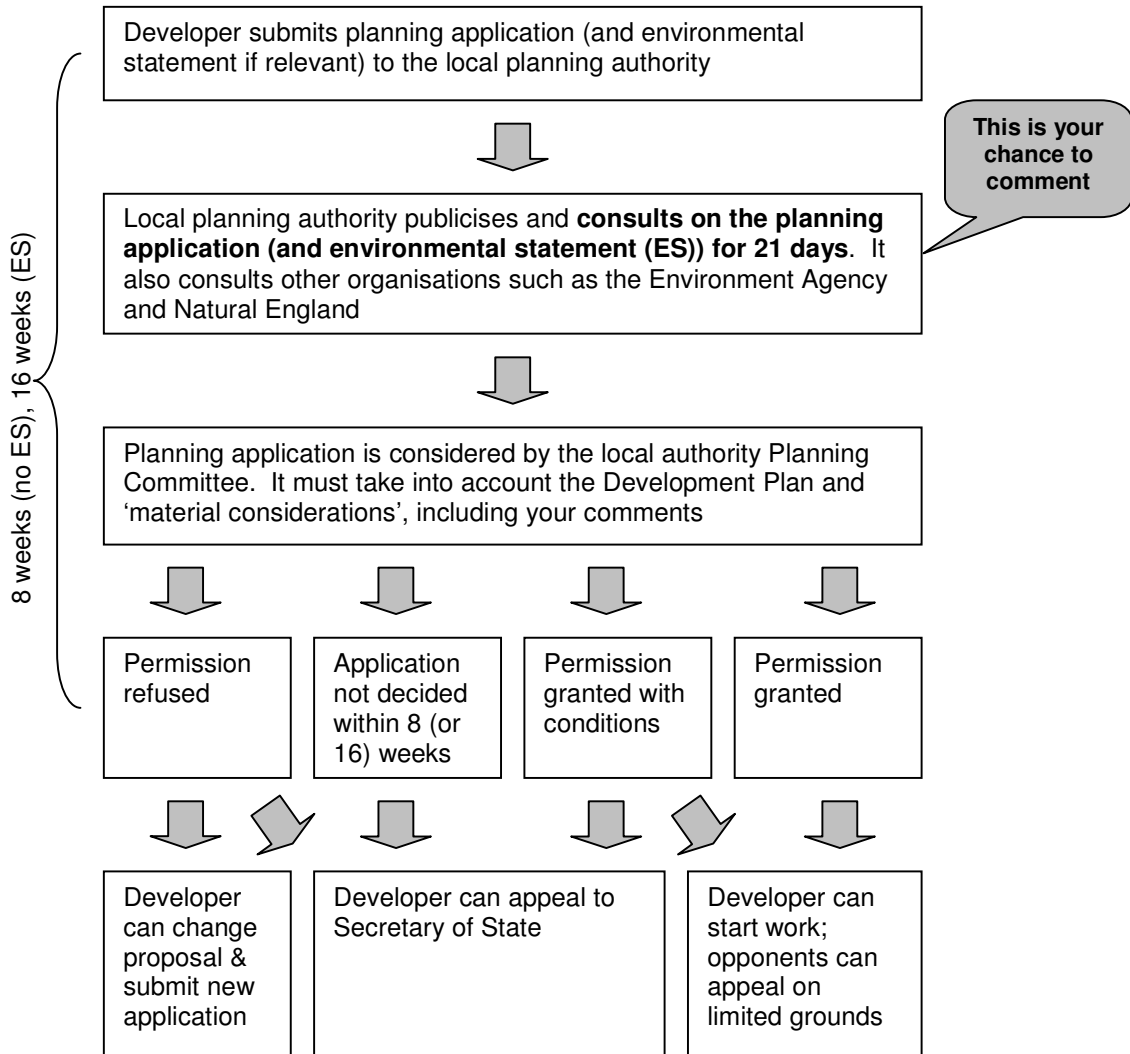 Developer submits planning application (and environmental
statement if relevant) to the local planning authority
This is your
chance to
comment
Local planning authority publicises and consults on the planning
application (and environmental statement (ES)) for 21 days. It
also consults other organisations such as the Environment Agency
and Natural England
8 weeks (no ES), 16 weeks (ES)
Planning application is considered by the local authority Planning
Committee. It must take into account the Development Plan and
‘material considerations’, including your comments
Permission
refused
Application
not decided
within 8 (or
16) weeks
Permission
granted with
conditions
Permission
granted
Developer
can change
proposal &
submit new
application
Developer can appeal to
Secretary of State
Developer can
start work;
opponents can
appeal on
limited grounds